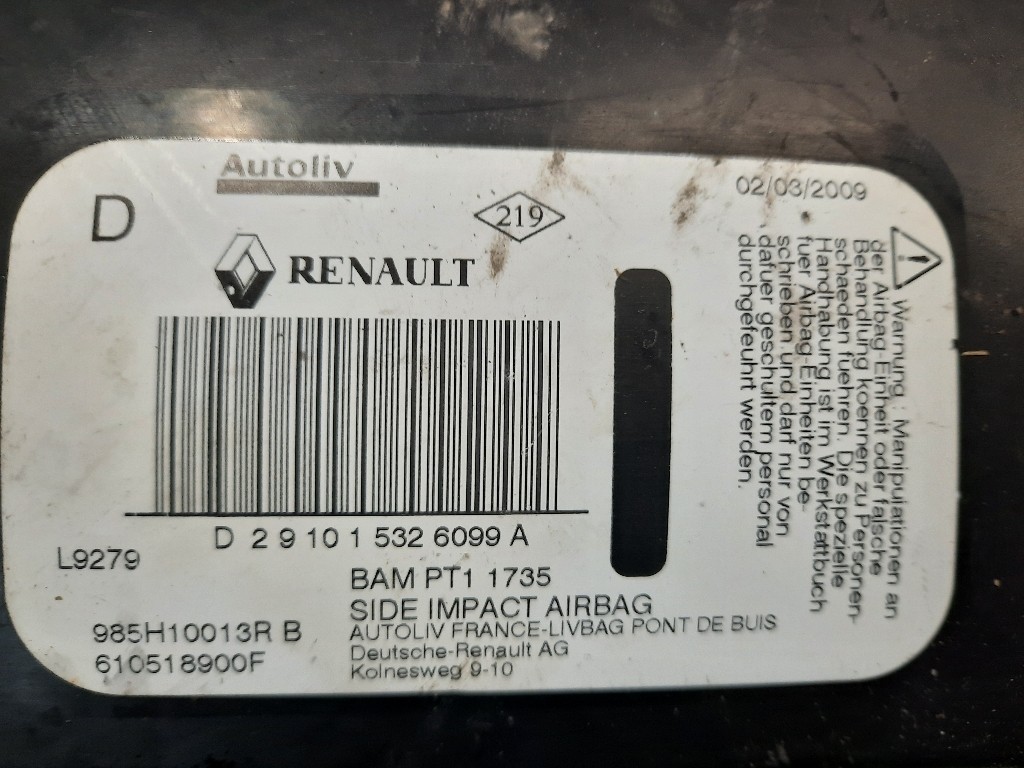 Autoliv
D
219
02/03/2009
RENAULT
D 2 9 10 1 532 6099 A
L9279
BAM PT1 1735
SIDE IMPACT AIRBAG
985H10013R B
AUTOLIV FRANCE-LIVBAG PONT DE BUIS
610518900F
Deutsche-Renault AG
Kolnesweg 9-10
Warnung : Manipulationen an
der Airbag-Einheit oder falsche
Behandlung koennen zu Personen-
schaeden fuehren. Die spezielle
Handhabung ist im Werkstattbuch
fuer Airbag-Einheiten be-
schrieben und darf nur von
dafuer geschultem personal
durchgefeuhrt werden.